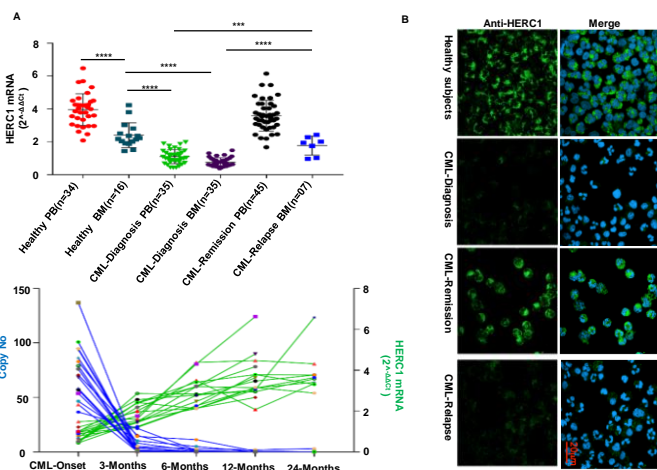 A
B
***
****
****
****
****
HERC1 mRNA
(2^-ΔΔCt)
8
6
4
2
0
Healthy PB(n=34)
Healthy BM(n=16)
CML-Diagnosis PB(n=35)
CML-Diagnosis BM(n=35)
CML-Remission PB(n=45)
CML-Relapse BM(n=07)
Copy No
150
100
50
0
8
6
4
2
0
HERC1 mRNA
(2^-ΔΔCt)
CML-Onset 3-Months 6-Months 12-Months 24-Months
Anti-HERC1 Merge
Healthy subjects
CML-Diagnosis
CML-Remission
CML-Relapse